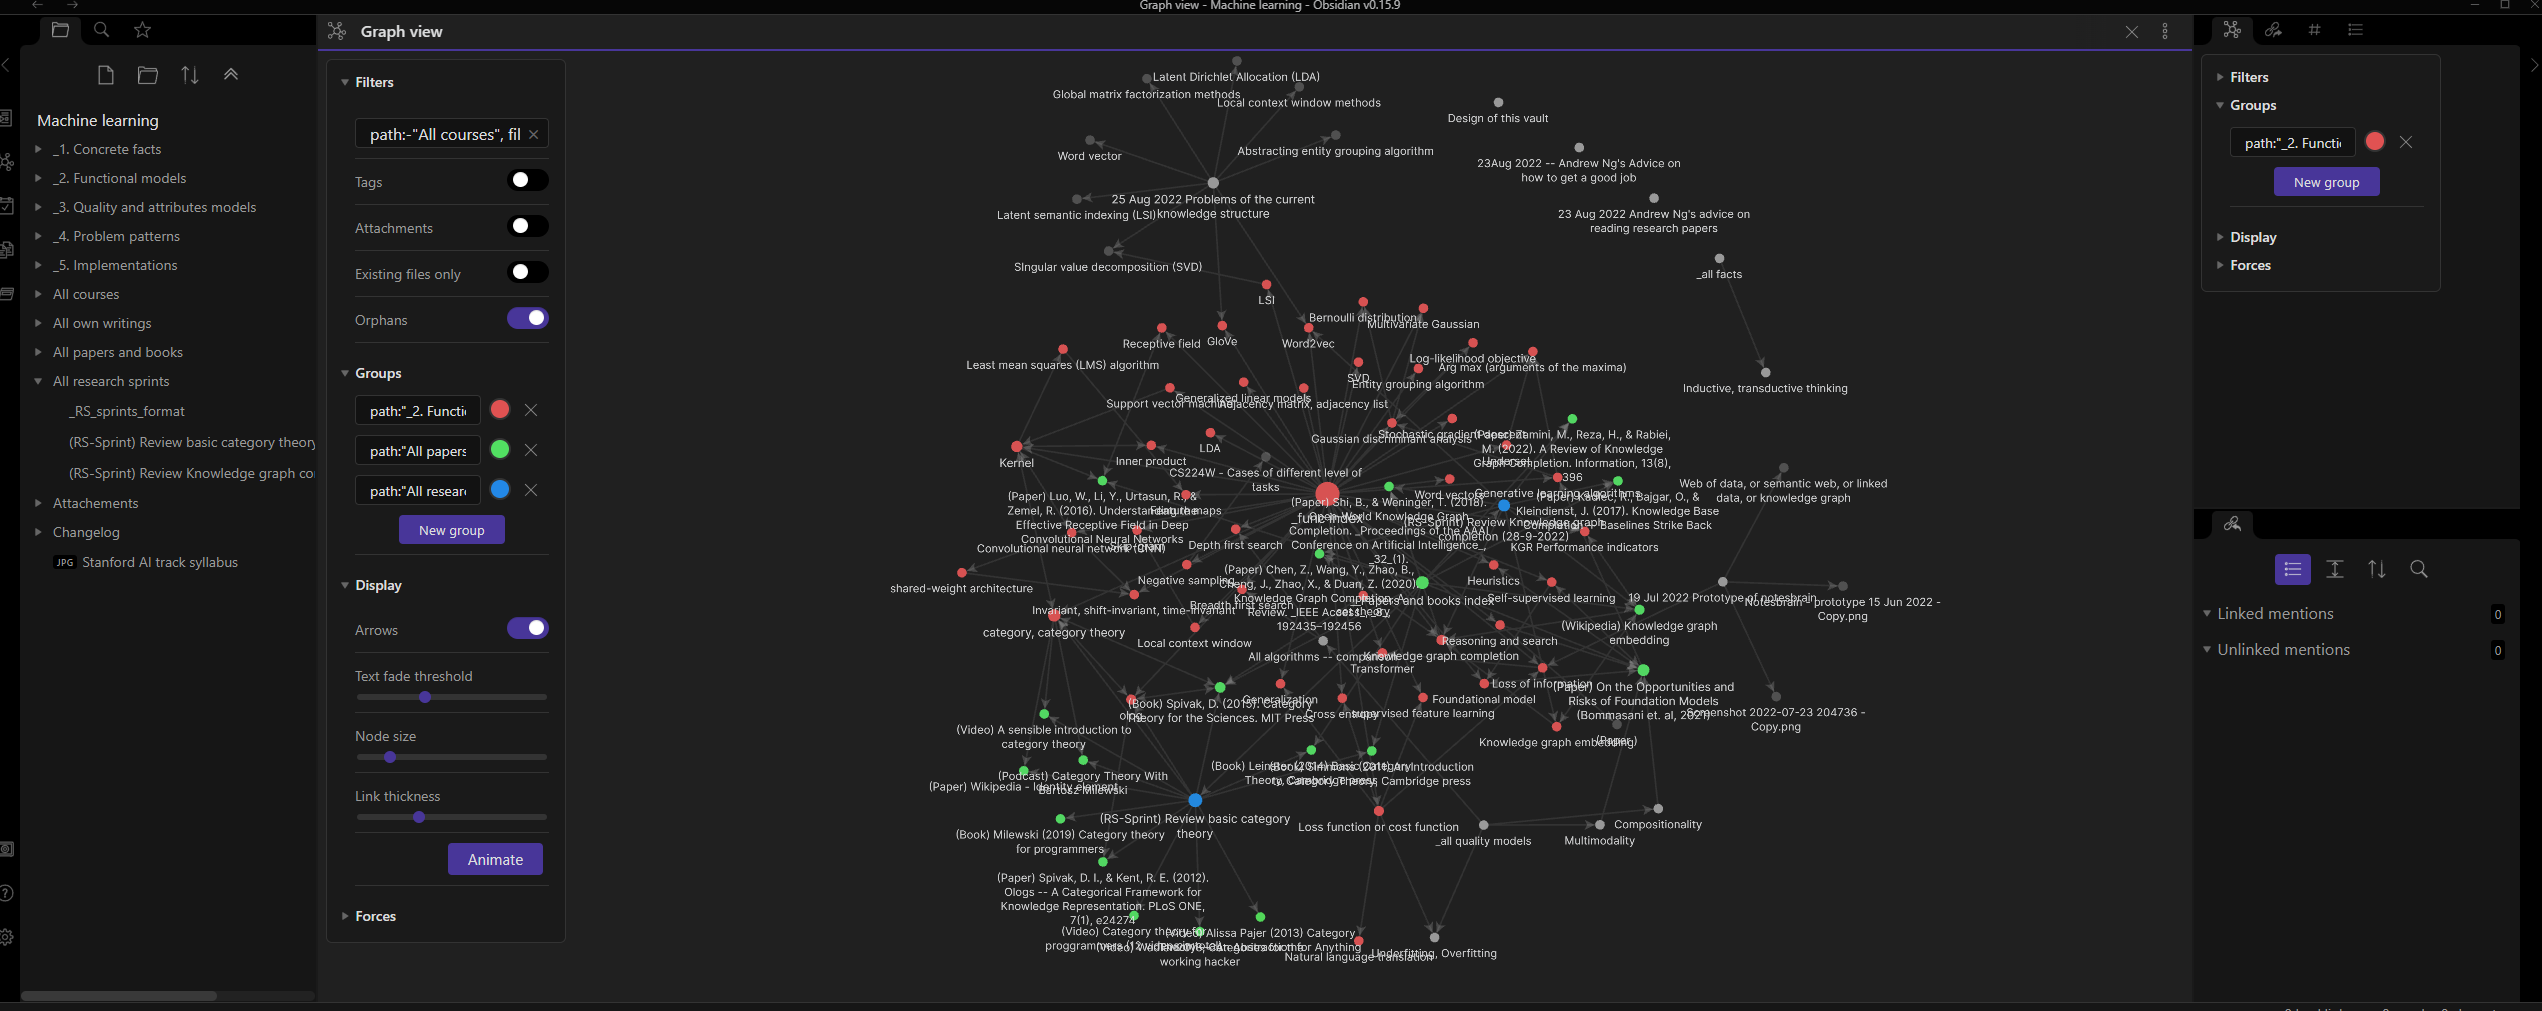 Graph view - Machine learning - Obsidian v0.15.9
Graph view
Machine learning
_1. Concrete facts
_2. Functional models
_3. Quality and attributes models
_4. Problem patterns
_5. Implementations
All courses
All own writings
All papers and books
All research sprints
_RS_sprints_format
(RS-Sprint) Review basic category theory
(RS-Sprint) Review Knowledge graph co
Attachements
Changelog
JPG Stanford AI track syllabus
Filters
path:-"All courses", fil
Tags
Attachments
Existing files only
Orphans
Groups
path:"_2. Functi
path:"All papers
path:"All resear
New group
Display
Arrows
Text fade threshold
Node size
Link thickness
Animate
Forces
Latent Dirichlet Allocation (LDA)
Global matrix factorization methods
Local context window methods
Design of this vault
Word vector
Abstracting entity grouping algorithm
23Aug 2022 -- Andrew Ng's Advice on
how to get a good job
25 Aug 2022 Problems of the current
knowledge structure
Latent semantic indexing (LSI)
23 Aug 2022 Andrew Ng's advice on
reading research papers
SIngular value decomposition (SVD)
_all facts
LSI
Bernoulli distribution
Multivariate Gaussian
Receptive field
GloVe
Word2vec
Least mean squares (LMS) algorithm
Log-likelihood objective
Arg max (arguments of the maxima)
SVD
Entity grouping algorithm
Inductive, transductive thinking
Support vector machine
Generalized linear models
Adjacency matrix, adjacency list
Gaussian discriminant analysis
Stochastic gradient descent
(Paper) Zamini, M., Reza, H., & Rabiei,
M. (2022). A Review of Knowledge
Graph Completion. Information, 13(8),
396
LDA
Kernel
Inner product
CS224W - Cases of different level of
tasks
Web of data, or semantic web, or linked
data, or knowledge graph
(Paper) Luo, W., Li, Y., Urtasun, R., &
Zemel, R. (2016). Understanding the
Effective Receptive Field in Deep
Convolutional Neural Networks
Feature maps
Word vectors
Generative learning algorithms
(Paper) Shi, B., & Weninger, T. (2018).
Open-World Knowledge Graph
Completion. _Proceedings of the AAAI
Conference on Artificial Intelligence_,
_32_(1).
_func index
(RS-Sprint) Review Knowledge graph
completion (28-9-2022)
(Paper) Kadlec, R., Bajgar, O., &
Kleindienst, J. (2017). Knowledge Base
Completion: Baselines Strike Back
KGR Performance indicators
Convolutional neural network (CNN)
Depth first search
Negative sampling
shared-weight architecture
(Paper) Chen, Z., Wang, Y., Zhao, B.,
Cheng, J., Zhao, X., & Duan, Z. (2020).
Knowledge Graph Completion: A
Review. _IEEE Access_, _8_,
192435–192456
Heuristics
Self-supervised learning
Papers and books index
set theory
19 Jul 2022 Prototype of notesbrain
Notesbrain - prototype 15 Jun 2022 -
Copy.png
Invariant, shift-invariant, time-invariant
Breadth first search
category, category theory
Local context window
(Wikipedia) Knowledge graph
embedding
Reasoning and search
All algorithms -- comparison
Knowledge graph completion
Transformer
Loss of information
(Paper) On the Opportunities and
Risks of Foundation Models
(Bommasani et. al, 2021)
Generalization
Foundational model
olog
(Book) Spivak, D. (2015). Category
Theory for the Sciences. MIT Press
Cross entropy
supervised feature learning
Screenshot 2022-07-23 204736 -
Copy.png
(Video) A sensible introduction to
category theory
Knowledge graph embedding
(Paper)
(Book) Leinster (2014) Basic Category
Theory, Cambridge press
(Book) Simmons (2011) An Introduction
to Category Theory, Cambridge press
(Podcast) Category Theory With
Bartosz Milewski
(Paper) Wikipedia - Identity element
(RS-Sprint) Review basic category
theory
Loss function or cost function
Compositionality
(Book) Milewski (2019) Category theory
for programmers
_all quality models
Multimodality
(Paper) Spivak, D. I., & Kent, R. E. (2012).
Ologs -- A Categorical Framework for
Knowledge Representation. PLoS ONE,
7(1), e24274
(Video) Category theory for
(Video) Alissa Pajer (2013) Category
working hacker
Natural language translation
Underfitting, Overfitting
Filters
Groups
path:"_2. Functi
New group
Display
Forces
Linked mentions 0
Unlinked mentions 0